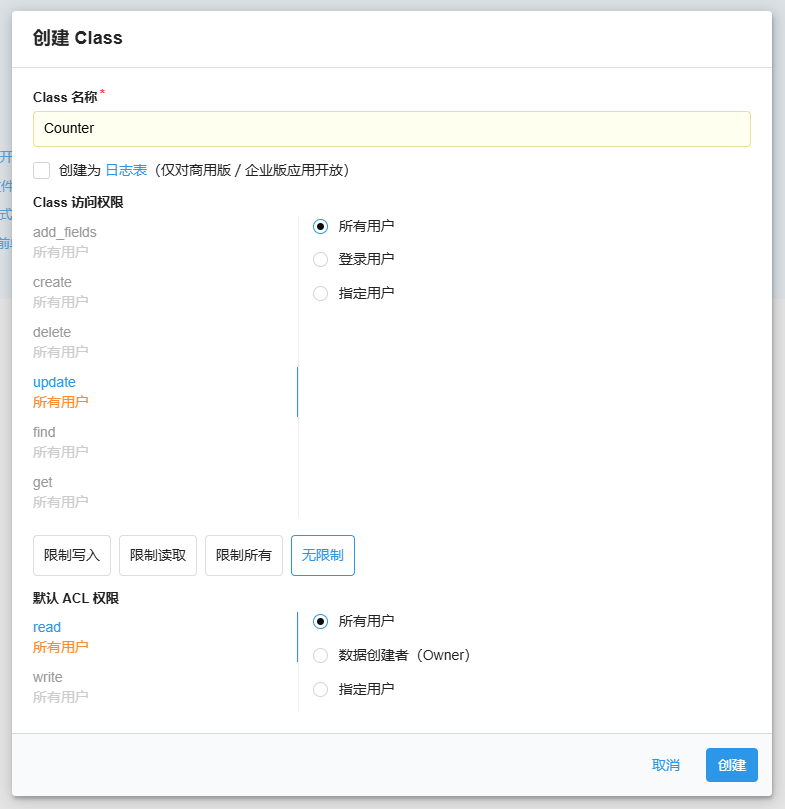 创建 Class
Class 名称*
Counter
创建为 日志表（仅对商用版 / 企业版应用开放）
Class 访问权限
add_fields
所有用户
create
所有用户
delete
所有用户
update
所有用户
find
所有用户
get
所有用户
所有用户
登录用户
指定用户
限制写入
限制读取
限制所有
无限制
默认 ACL 权限
read
所有用户
write
所有用户
所有用户
数据创建者（Owner）
指定用户
取消
创建